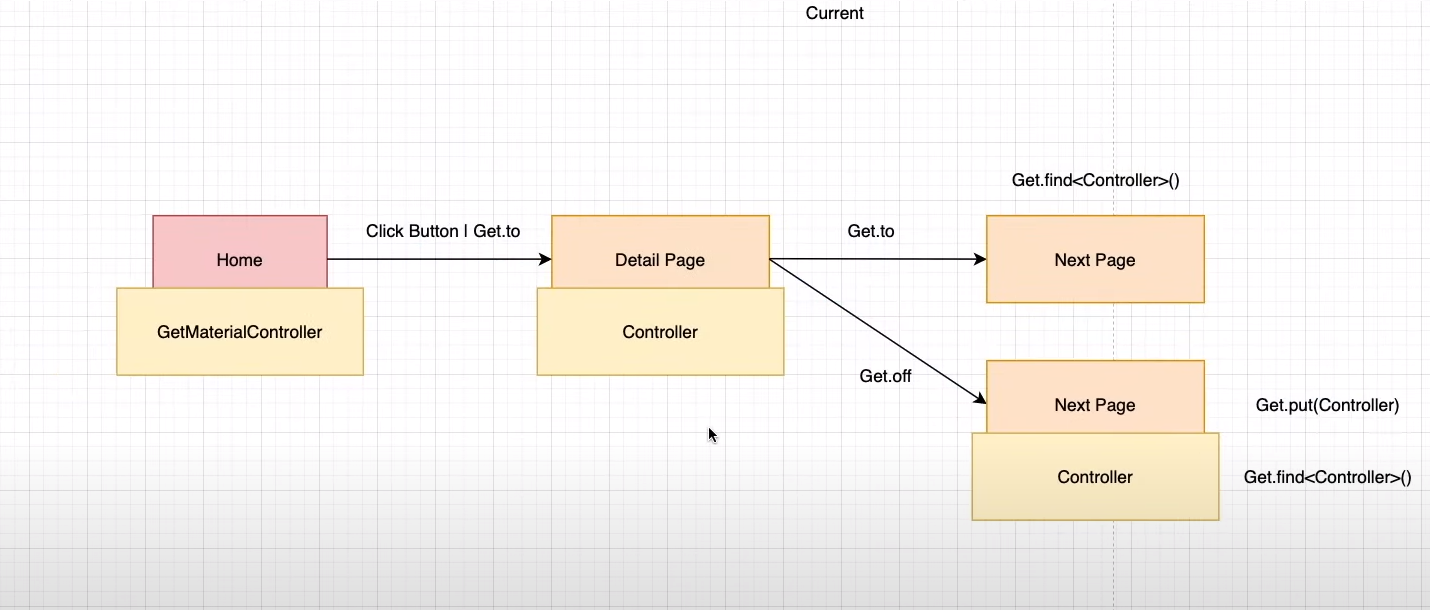 Current
Get.find<Controller>()
Click Button | Get.to
Get.to
Home
Detail Page
Next Page
GetMaterialController
Controller
Get.off
Next Page
Get.put(Controller)
Controller
Get.find<Controller>()